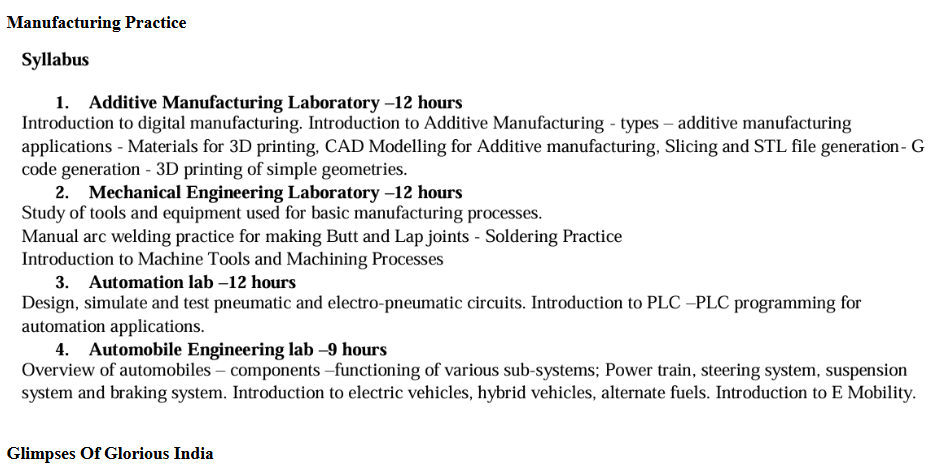 Manufacturing Practice
Syllabus
1. Additive Manufacturing Laboratory –12 hours
Introduction to digital manufacturing. Introduction to Additive Manufacturing - types – additive manufacturing
applications - Materials for 3D printing, CAD Modelling for Additive manufacturing, Slicing and STL file generation- G
code generation - 3D printing of simple geometries.
2. Mechanical Engineering Laboratory –12 hours
Study of tools and equipment used for basic manufacturing processes.
Manual arc welding practice for making Butt and Lap joints - Soldering Practice
Introduction to Machine Tools and Machining Processes
3. Automation lab –12 hours
Design, simulate and test pneumatic and electro-pneumatic circuits. Introduction to PLC –PLC programming for
automation applications.
4. Automobile Engineering lab –9 hours
Overview of automobiles – components –functioning of various sub-systems; Power train, steering system, suspension
system and braking system. Introduction to electric vehicles, hybrid vehicles, alternate fuels. Introduction to E Mobility.
Glimpses Of Glorious India